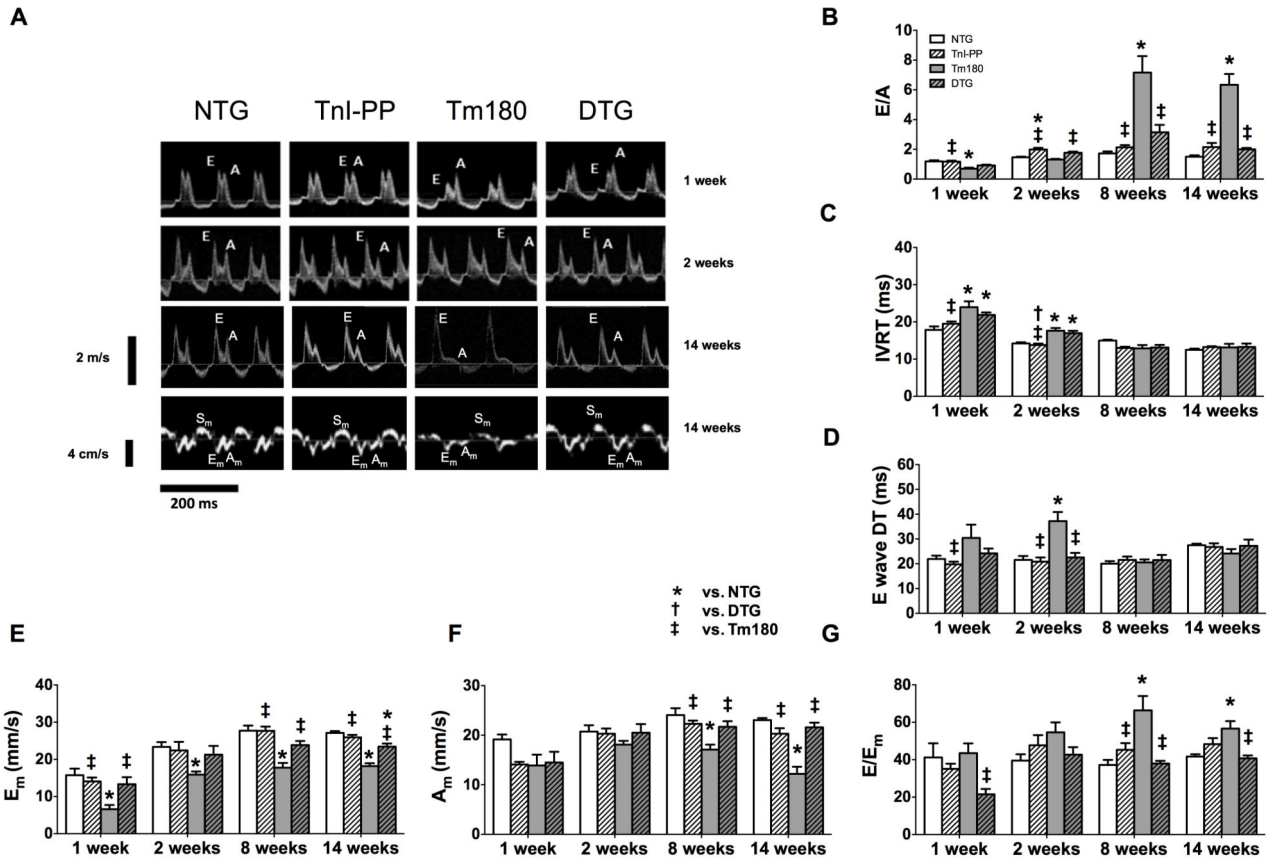 A
NTG TnI-PP Tm180 DTG
E A E A E A E A
1 week
E A E A E A E A
2 weeks
E A E A E A E A
2 m/s
14 weeks
Sm Sm Sm Sm
14 weeks
4 cm/s
EmAm EmAm Em Am EmAm
200 ms
B
E/A
10
8
6
4
2
0
NTG
TnI-PP
Tm180
DTG
‡ * * ‡ ‡ ‡ * ‡ ‡ * ‡
1 week 2 weeks 8 weeks 14 weeks
C
IVRT (ms)
40
30
20
10
0
‡ * * † ‡ * *
1 week 2 weeks 8 weeks 14 weeks
D
E wave DT (ms)
60
50
40
30
20
10
0
‡ ‡ * ‡
1 week 2 weeks 8 weeks 14 weeks
* vs. NTG
† vs. DTG
‡ vs. Tm180
E
Em (mm/s)
40
30
20
10
0
‡ * * ‡ * ‡ ‡ * * ‡
1 week 2 weeks 8 weeks 14 weeks
F
Am (mm/s)
30
20
10
0
‡ * ‡ ‡ * ‡
1 week 2 weeks 8 weeks 14 weeks
G
E/Em
80
60
40
20
0
‡ ‡ * ‡ * ‡
1 week 2 weeks 8 weeks 14 weeks